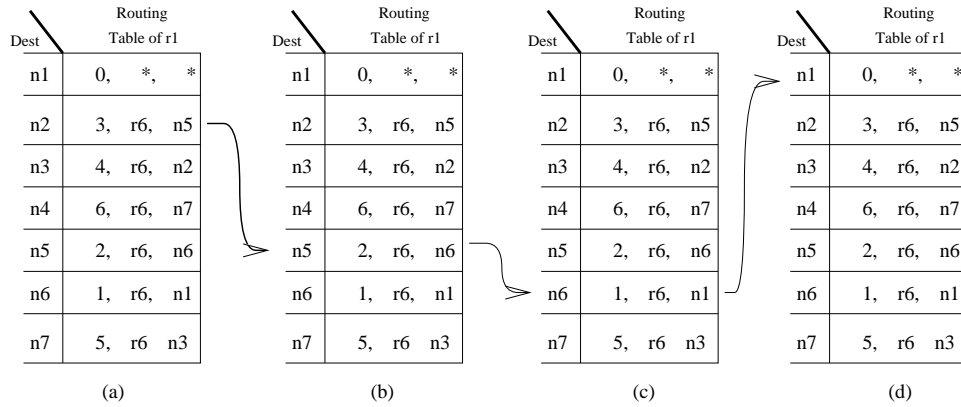 Routing Routing Routing Routing
Dest Table of r1 Dest Table of r1 Dest Table of r1 Dest Table of r1
n1 0, *, * n1 0, *, * n1 0, *, * n1 0, *, *
n2 3, r6, n5 n2 3, r6, n5 n2 3, r6, n5 n2 3, r6, n5
n3 4, r6, n2 n3 4, r6, n2 n3 4, r6, n2 n3 4, r6, n2
n4 6, r6, n7 n4 6, r6, n7 n4 6, r6, n7 n4 6, r6, n7
n5 2, r6, n6 n5 2, r6, n6 n5 2, r6, n6 n5 2, r6, n6
n6 1, r6, n1 n6 1, r6, n1 n6 1, r6, n1 n6 1, r6, n1
n7 5, r6 n3 n7 5, r6 n3 n7 5, r6 n3 n7 5, r6 n3
(a) (b) (c) (d)